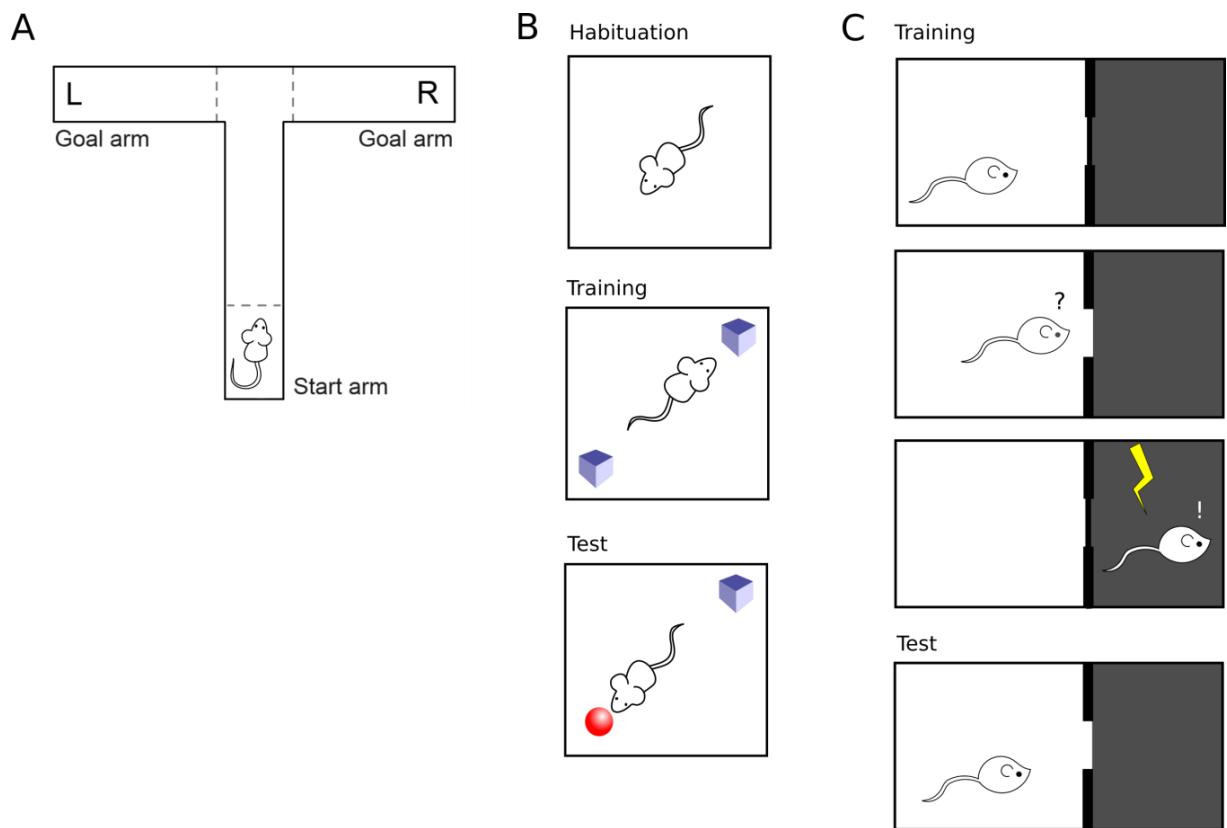 A
L
R
Goal arm
Goal arm
Start arm
B
Habituation
Training
Test
C
Training
?
!
Test